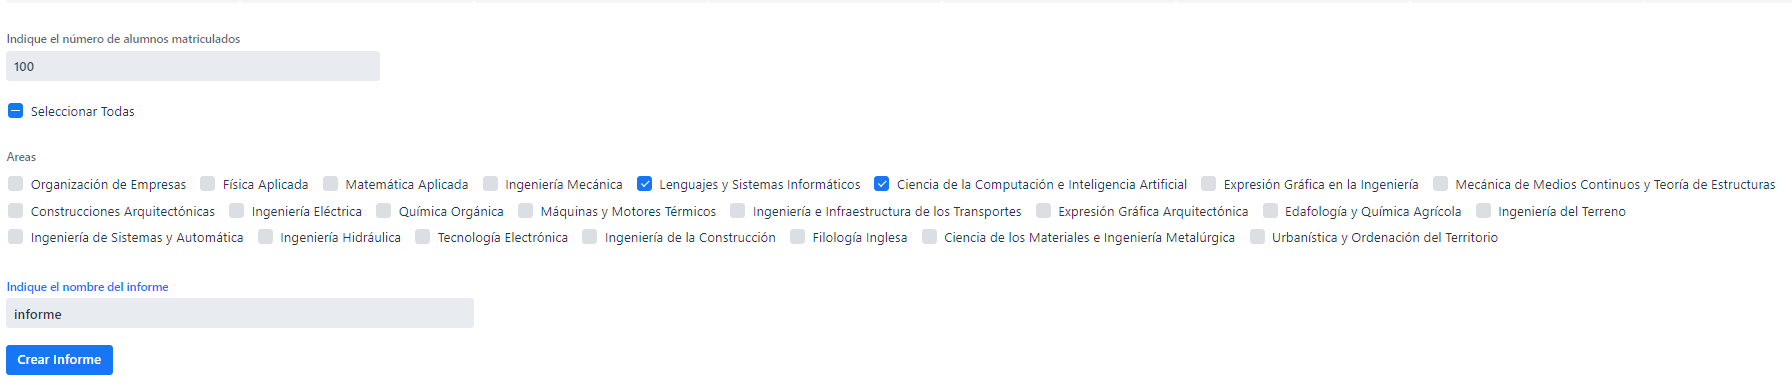 Indique el número de alumnos matriculados
100
Seleccionar Todas
Areas
Organización de Empresas Física Aplicada Matemática Aplicada Ingeniería Mecánica Lenguajes y Sistemas Informáticos Ciencia de la Computación e Inteligencia Artificial Expresión Gráfica en la Ingeniería Mecánica de Medios Continuos y Teoría de Estructuras
Construcciones Arquitectónicas Ingeniería Eléctrica Química Orgánica Máquinas y Motores Térmicos Ingeniería e Infraestructura de los Transportes Expresión Gráfica Arquitectónica Edafología y Química Agrícola Ingeniería del Terreno
Ingeniería de Sistemas y Automática Ingeniería Hidráulica Tecnología Electrónica Ingeniería de la Construcción Filología Inglesa Ciencia de los Materiales e Ingeniería Metalúrgica Urbanística y Ordenación del Territorio
Indique el nombre del informe
informe
Crear Informe